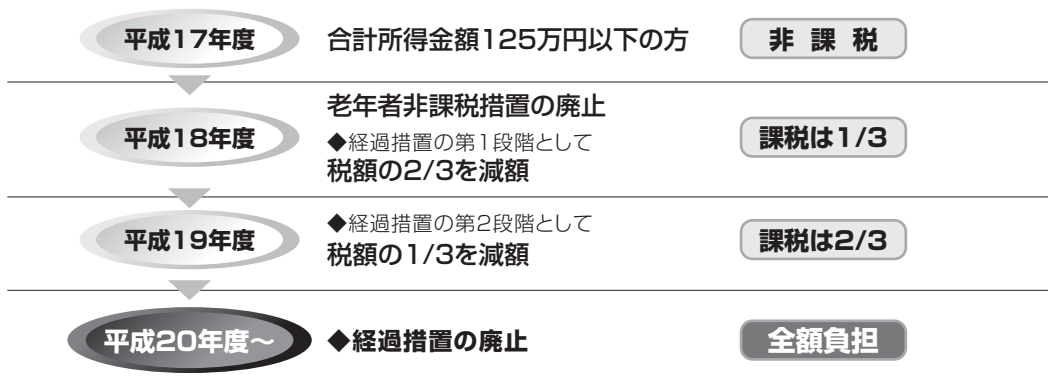 平成17年度 合計所得金額125万円以下の方 非課税
老年者非課税措置の廃止
平成18年度 ◆経過措置の第1段階として 課税は1/3
税額の2/3を減額
◆経過措置の第2段階として
平成19年度 税額の1/3を減額 課税は2/3
平成20年度〜 ◆経過措置の廃止 全額負担